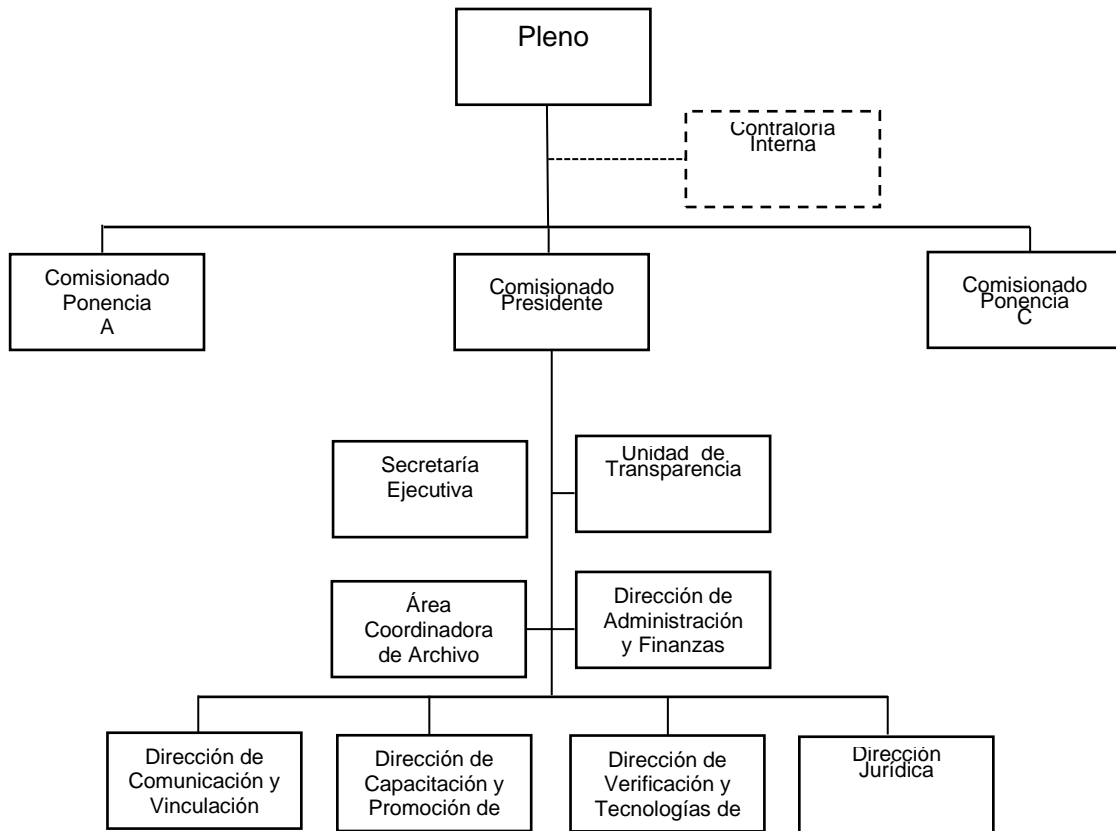 Pleno
Contraloría
Interna
Comisionado
Ponencia
A
Comisionado
Presidente
Comisionado
Ponencia
C
Secretaría
Ejecutiva
Unidad de
Transparencia
Área
Coordinadora
de Archivo
Dirección de
Administración
y Finanzas
Dirección de
Comunicación y
Vinculación
Dirección de
Capacitación y
Promoción de
Dirección de
Verificación y
Tecnologías de
Dirección
Jurídica